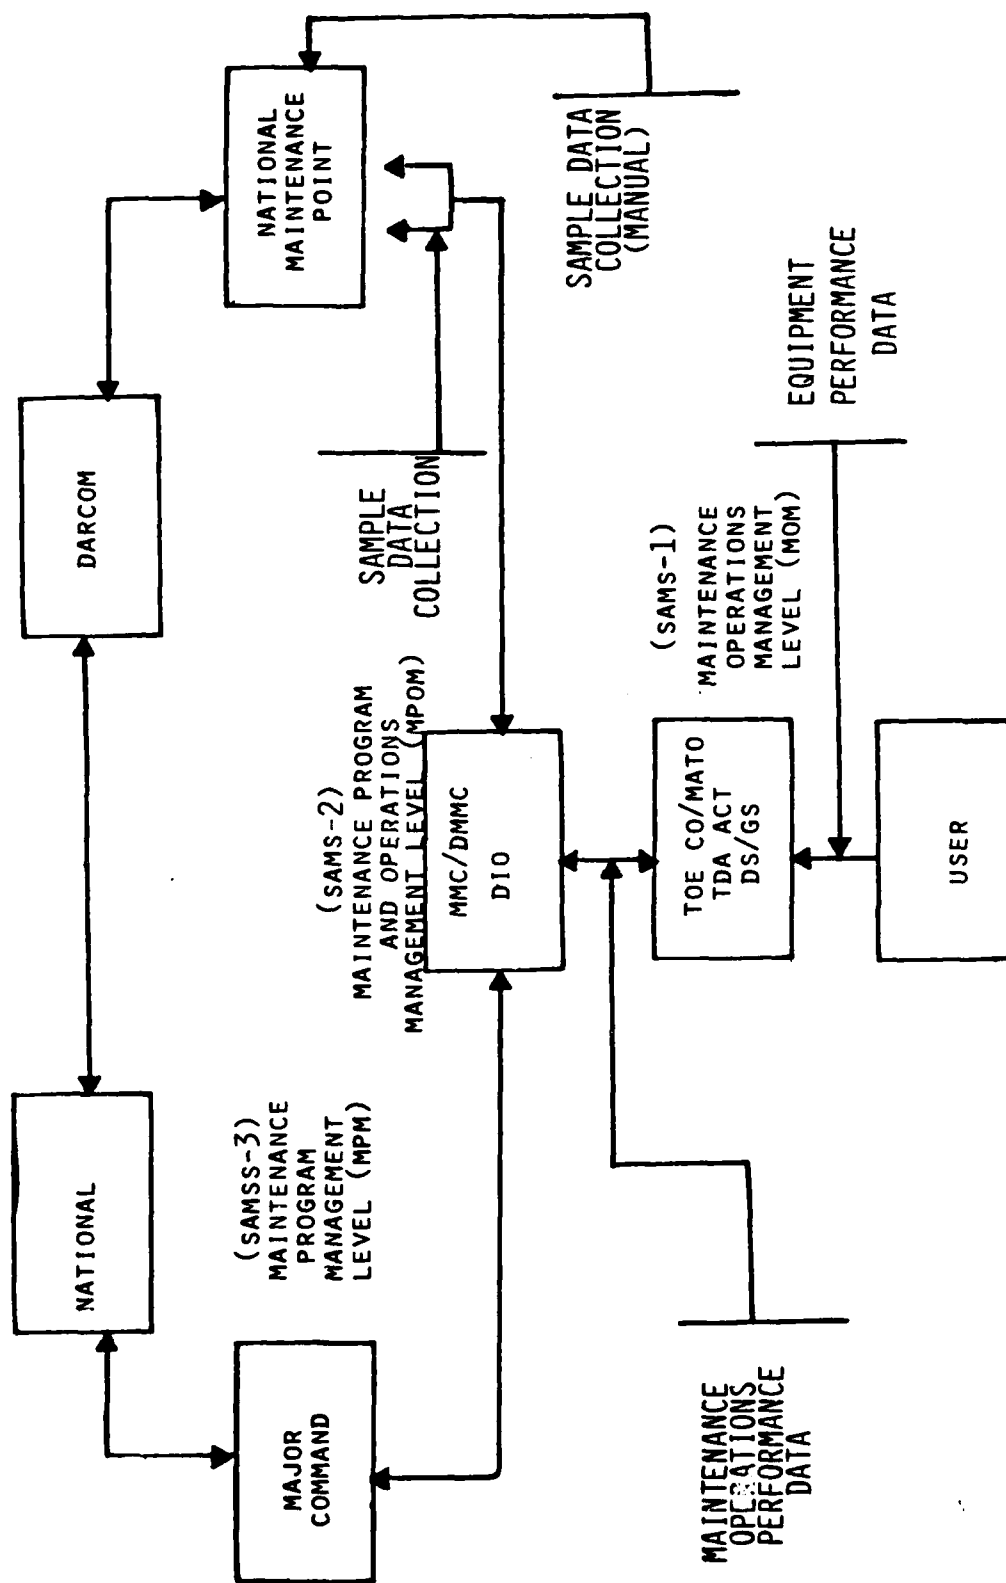 NATIONAL
DARCOM
MAJOR
COMMAND
(SAMSS-3)
MAINTENANCE
PROGRAM
MANAGEMENT
LEVEL (MPM)
(SAMS-2)
MAINTENANCE PROGRAM
AND OPERATIONS
MANAGEMENT LEVEL (MPOM)
MMC/DMMC
DIO
SAMPLE
DATA
COLLECTION
NATIONAL
MAINTENANCE
POINT
SAMPLE DATA
COLLECTION
(MANUAL)
(SAMS-1)
MAINTENANCE
OPERATIONS
MANAGEMENT
LEVEL (MOM)
TOE CO/MATO
TDA ACT
DS/GS
MAINTENANCE
OPERATIONS
PERFORMANCE
DATA
EQUIPMENT
PERFORMANCE
DATA
USER